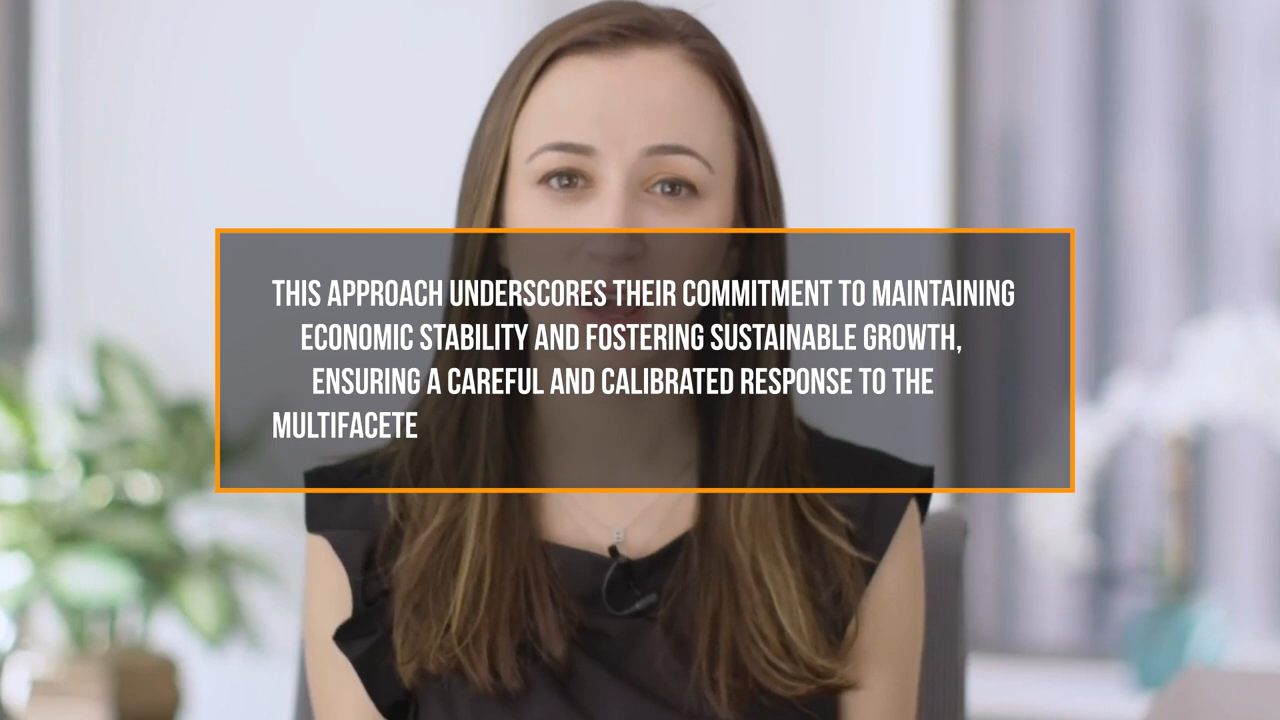 THIS APPROACH UNDERSCORES THEIR COMMITMENT TO MAINTAINING
ECONOMIC STABILITY AND FOSTERING SUSTAINABLE GROWTH,
ENSURING A CAREFUL AND CALIBRATED RESPONSE TO THE
MULTIFACETE